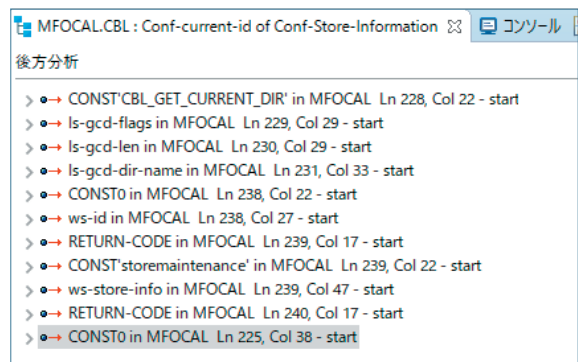 MFOCAL.CBL : Conf-current-id of Conf-Store-Information コンソール
後方分析
CONST'CBL_GET_CURRENT_DIR' in MFOCAL Ln 228, Col 22 - start
ls-gcd-flags in MFOCAL Ln 229, Col 29 - start
ls-gcd-len in MFOCAL Ln 230, Col 29 - start
ls-gcd-dir-name in MFOCAL Ln 231, Col 33 - start
CONST0 in MFOCAL Ln 238, Col 22 - start
ws-id in MFOCAL Ln 238, Col 27 - start
RETURN-CODE in MFOCAL Ln 239, Col 17 - start
CONST'storemaintenance' in MFOCAL Ln 239, Col 22 - start
ws-store-info in MFOCAL Ln 239, Col 47 - start
RETURN-CODE in MFOCAL Ln 240, Col 17 - start
CONST0 in MFOCAL Ln 225, Col 38 - start